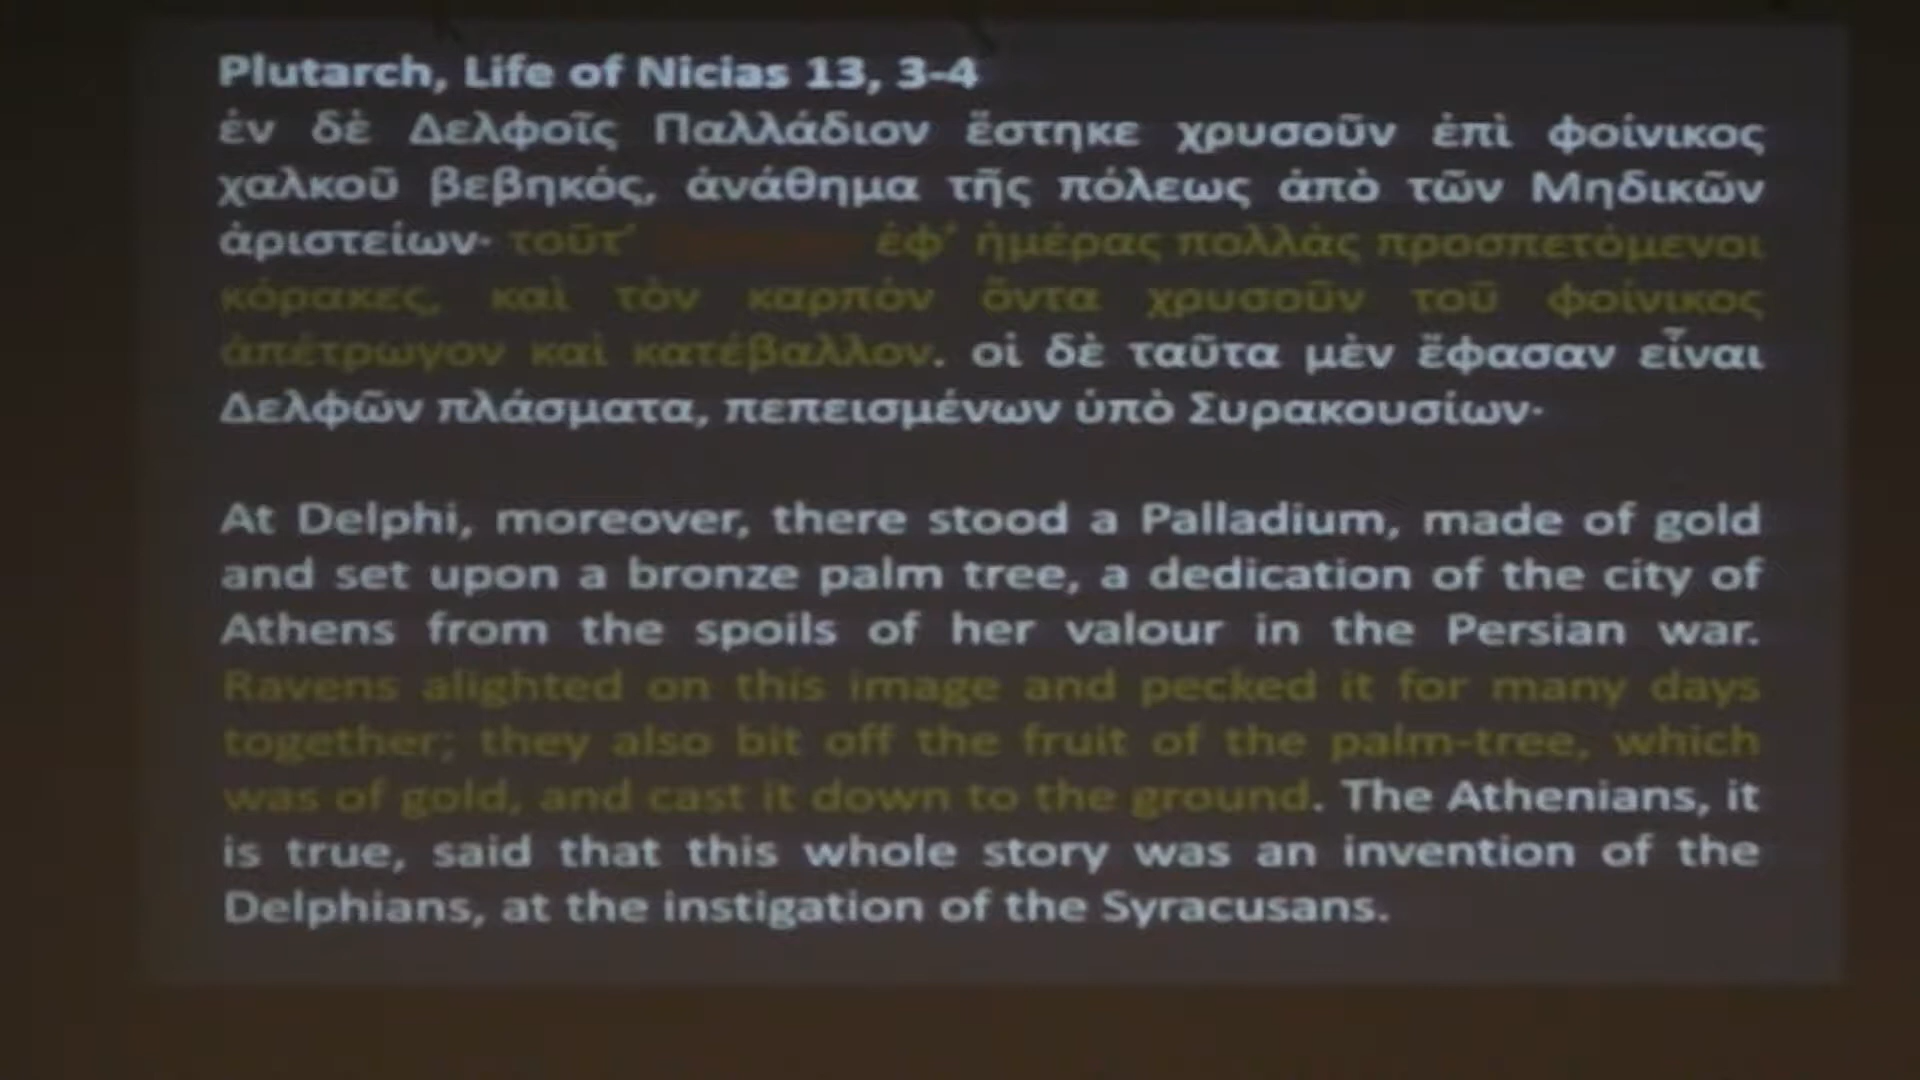 Plutarch, Life of Nicias 13, 3-4
ἐν δὲ Δελφοῖς Παλλάδιον ἕστηκε χρυσοῦν ἐπὶ φοίνικος
χαλκοῦ βεβηκός, ἀνάθημα τῆς πόλεως ἀπὸ τῶν Μηδικῶν
ἀριστείων· τοῦτ’ ἐφ’ ἡμέρας πολλὰς προσπετόμενοι
κόρακες, καὶ τὸν καρπὸν ὄντα χρυσοῦν τοῦ φοίνικος
ἀπέτρωγον καὶ κατέβαλλον. οἱ δὲ ταῦτα μὲν ἔφασαν εἶναι
Δελφῶν πλάσματα, πεπεισμένων ὑπὸ Συρακουσίων·
At Delphi, moreover, there stood a Palladium, made of gold
and set upon a bronze palm tree, a dedication of the city of
Athens from the spoils of her valour in the Persian war.
Ravens alighted on this image and pecked it for many days
together; they also bit off the fruit of the palm-tree, which
was of gold, and cast it down to the ground. The Athenians, it
is true, said that this whole story was an invention of the
Delphians, at the instigation of the Syracusans.